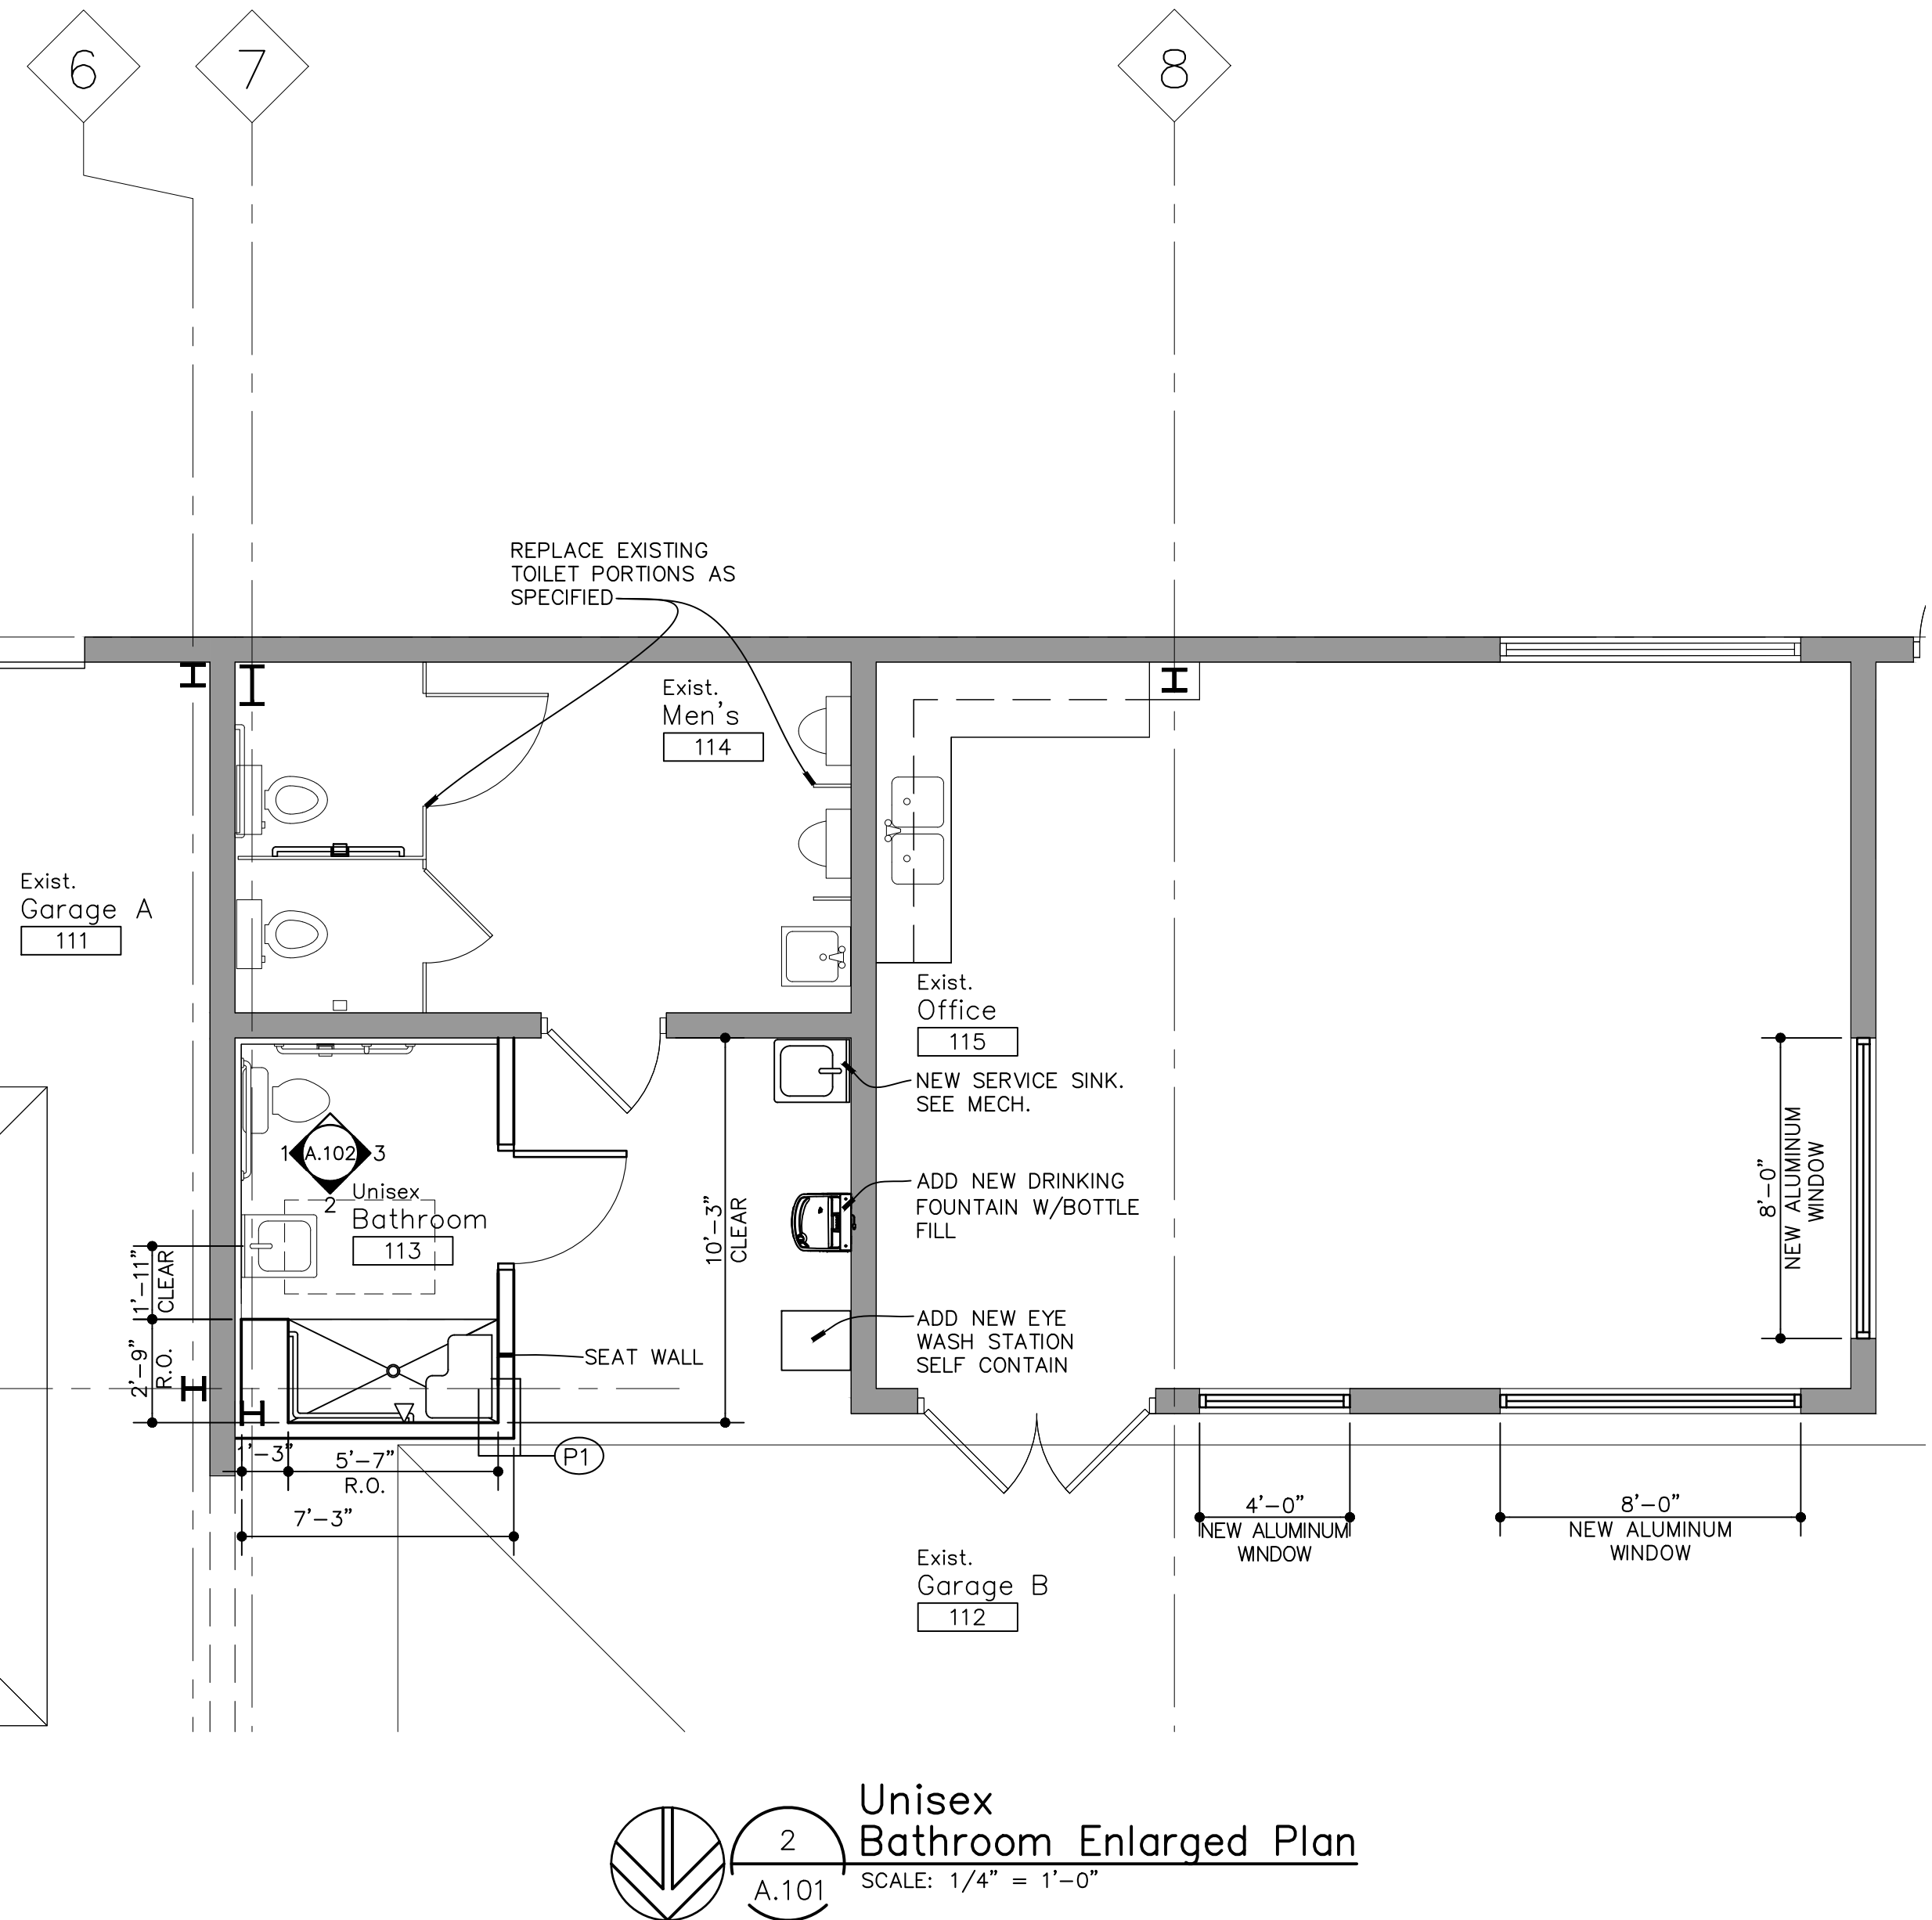 6
7
8
REPLACE EXISTING
TOILET PORTIONS AS
SPECIFIED
Exist.
Men's
114
Exist.
Garage A
111
Exist.
Office
115
NEW SERVICE SINK.
SEE MECH.
ADD NEW DRINKING
FOUNTAIN W/BOTTLE
FILL
ADD NEW EYE
WASH STATION
SELF CONTAIN
1
A.102
3
2
Unisex
Bathroom
113
10'-3"
CLEAR
8'-0"
NEW ALUMINUM
WINDOW
1'-11"
CLEAR
2'-9"
R.O.
SEAT WALL
1'-3"
5'-7"
R.O.
P1
7'-3"
4'-0"
NEW ALUMINUM
WINDOW
8'-0"
NEW ALUMINUM
WINDOW
Exist.
Garage B
112
2
A.101
Unisex
Bathroom Enlarged Plan
SCALE: 1/4" = 1'-0"